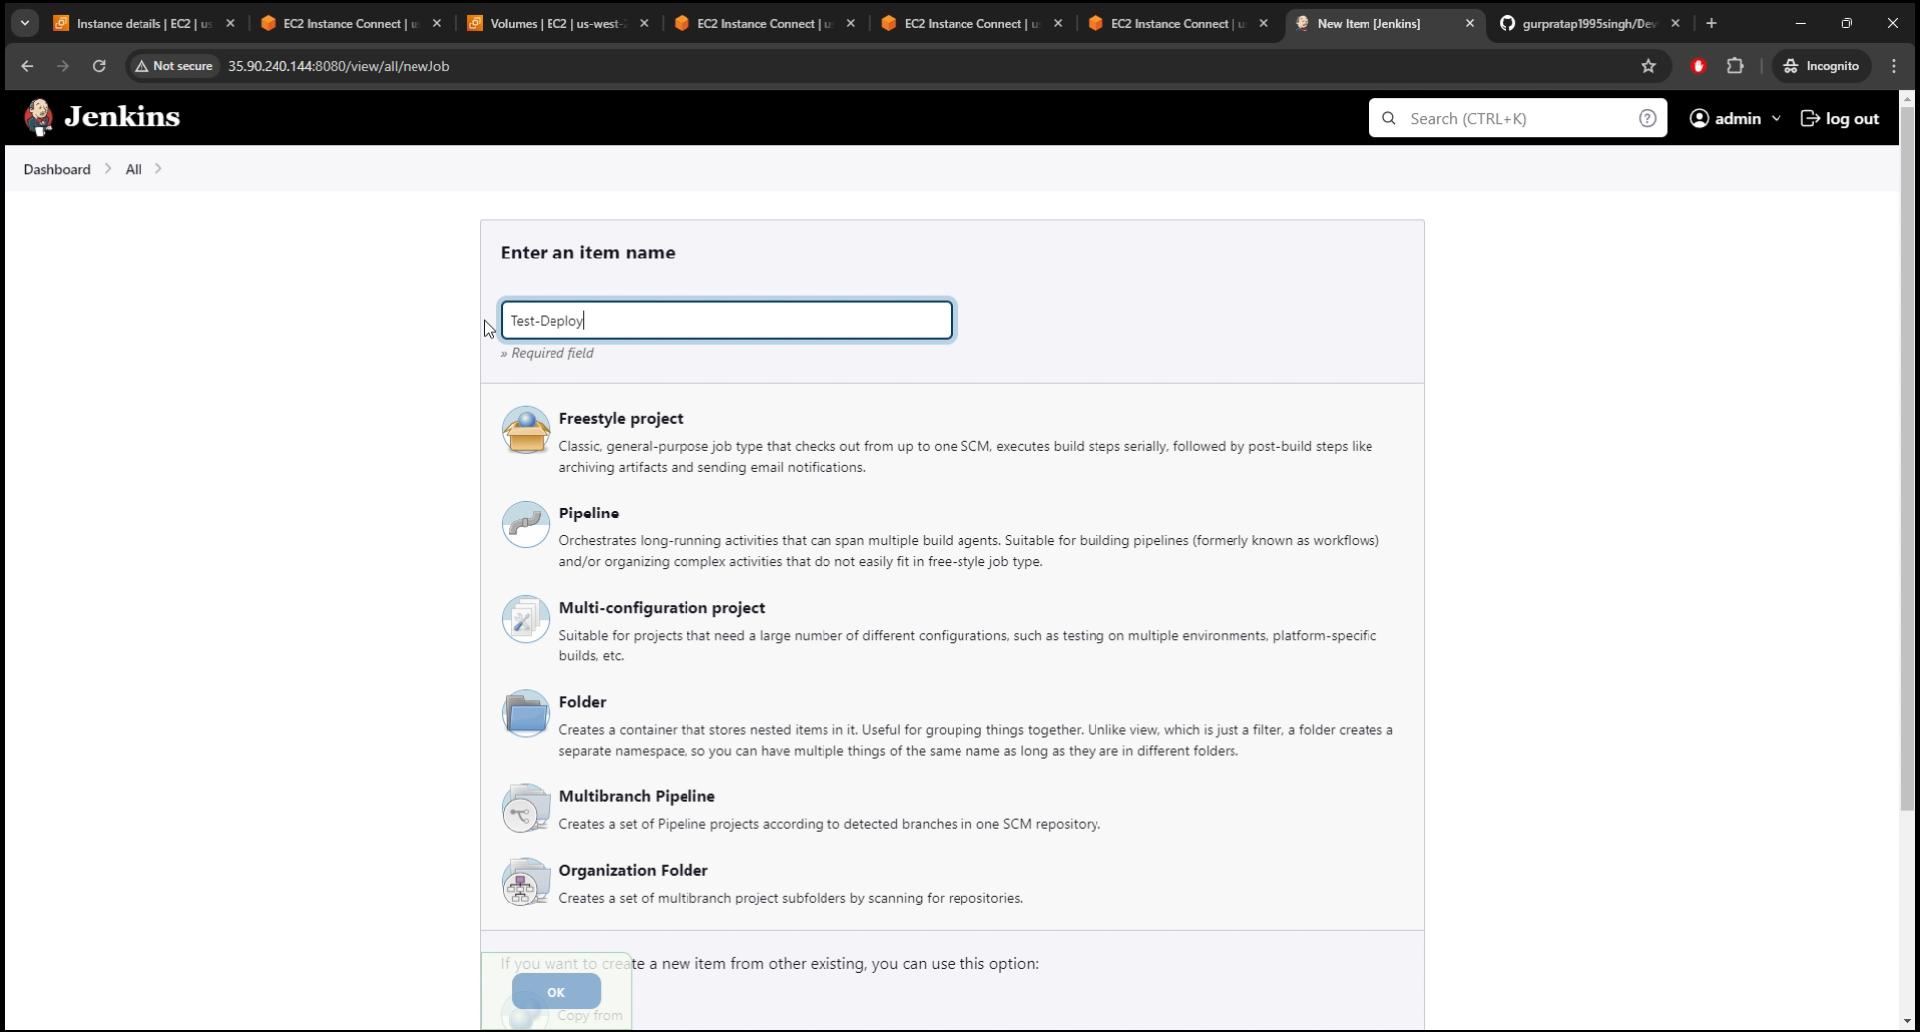 Instance details | EC2 | us
EC2 Instance Connect | u
Volumes | EC2 | us-west-2
EC2 Instance Connect | u
EC2 Instance Connect | u
EC2 Instance Connect | u
New Item [Jenkins]
gurpratap1995singh/Dev
Not secure
35.90.240.144:8080/view/all/newJob
Incognito
Jenkins
Search (CTRL+K)
admin
log out
Dashboard
All
Enter an item name
Test-Deploy
» Required field
Freestyle project
Classic, general-purpose job type that checks out from up to one SCM, executes build steps serially, followed by post-build steps like
archiving artifacts and sending email notifications.
Pipeline
Orchestrates long-running activities that can span multiple build agents. Suitable for building pipelines (formerly known as workflows)
and/or organizing complex activities that do not easily fit in free-style job type.
Multi-configuration project
Suitable for projects that need a large number of different configurations, such as testing on multiple environments, platform-specific
builds, etc.
Folder
Creates a container that stores nested items in it. Useful for grouping things together. Unlike view, which is just a filter, a folder creates a
separate namespace, so you can have multiple things of the same name as long as they are in different folders.
Multibranch Pipeline
Creates a set of Pipeline projects according to detected branches in one SCM repository.
Organization Folder
Creates a set of multibranch project subfolders by scanning for repositories.
If you want to create a new item from other existing, you can use this option:
OK
Copy from